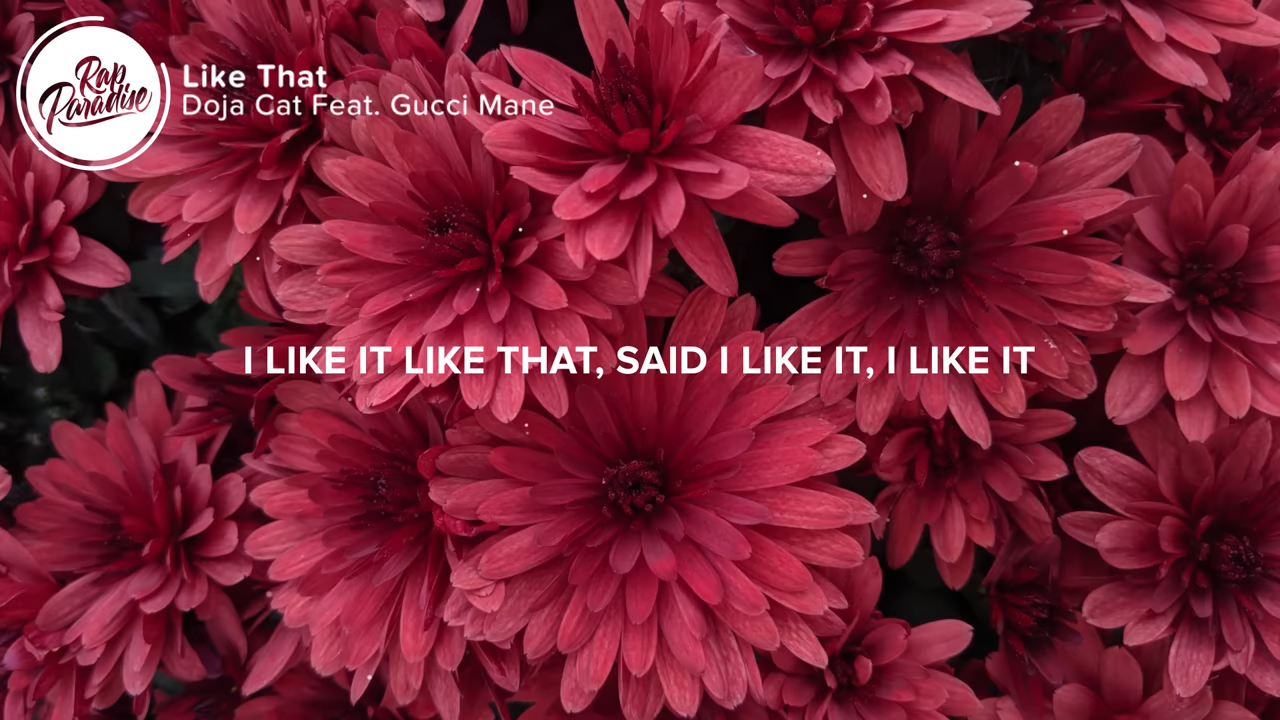 Rap
Paradise
Like That
Doja Cat Feat. Gucci Mane
I LIKE IT LIKE THAT, SAID I LIKE IT, I LIKE IT